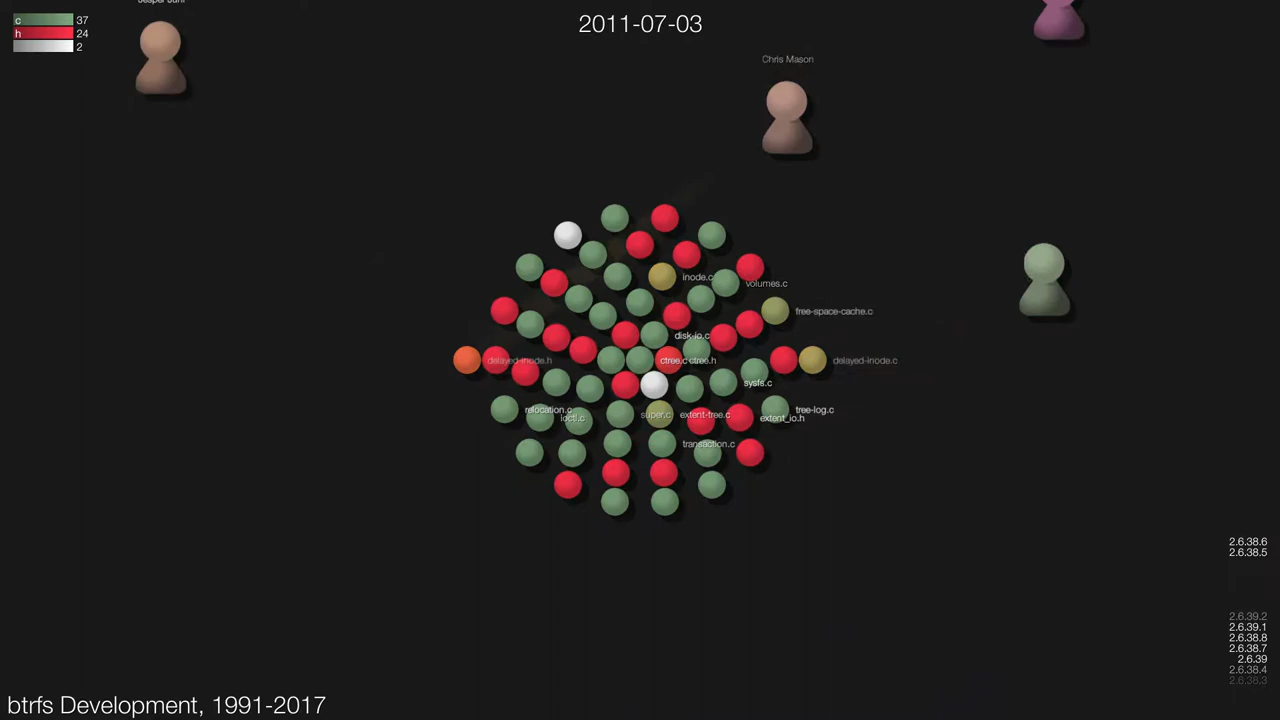 Jesper Juhl
c 37
h 24
2
2011-07-03
Chris Mason
inode.c
volumes.c
free-space-cache.c
disk-io.c
delayed-inode.h
ctree.c
ctree.h
delayed-inode.c
sysfs.c
relocation.c
ioctl.c
super.c
extent-tree.c
extent_io.h
tree-log.c
transaction.c
2.6.38.6
2.6.38.5
2.6.39.2
2.6.39.1
2.6.38.8
2.6.38.7
2.6.39
2.6.38.4
2.6.38.3
btrfs Development, 1991-2017